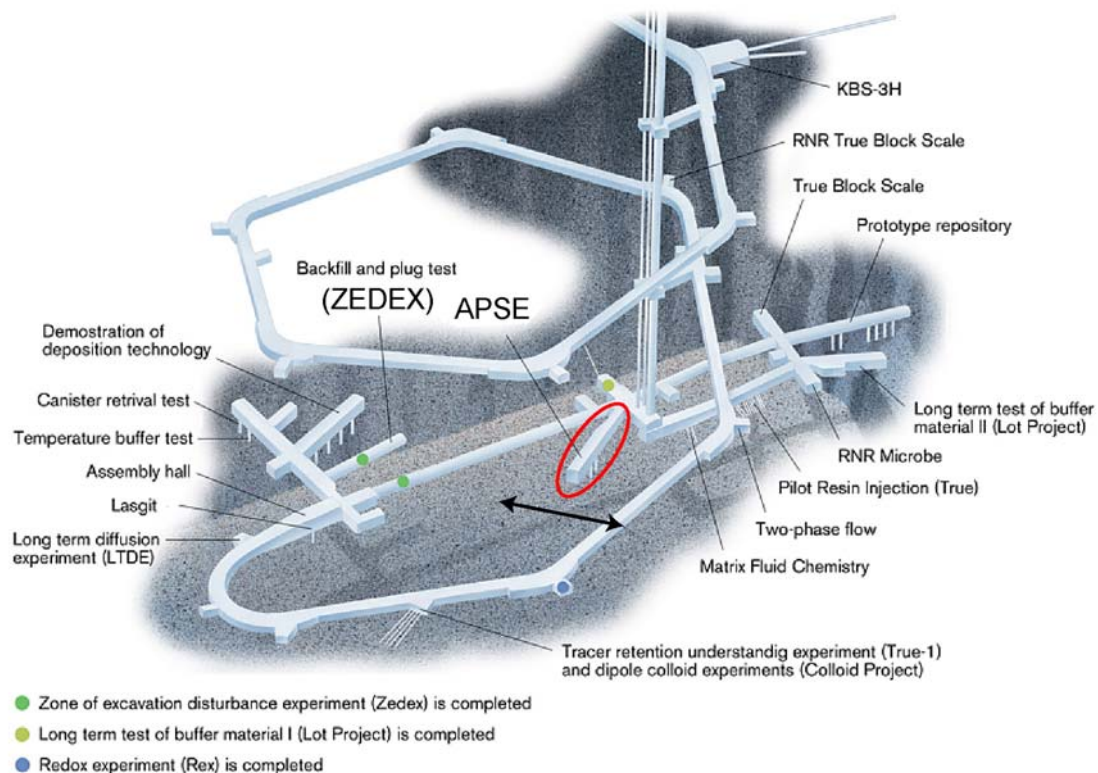 KBS-3H
RNR True Block Scale
True Block Scale
Prototype repository
Backfill and plug test
(ZEDEX)
APSE
Demostration of
deposition technology
Canister retrival test
Temperature buffer test
Assembly hall
Lasgit
Long term diffusion
experiment (LTDE)
Long term test of buffer
material II (Lot Project)
RNR Microbe
Pilot Resin Injection (True)
Two-phase flow
Matrix Fluid Chemistry
Tracer retention understandig experiment (True-1)
and dipole colloid experiments (Colloid Project)
Zone of excavation disturbance experiment (Zedex) is completed
Long term test of buffer material I (Lot Project) is completed
Redox experiment (Rex) is completed